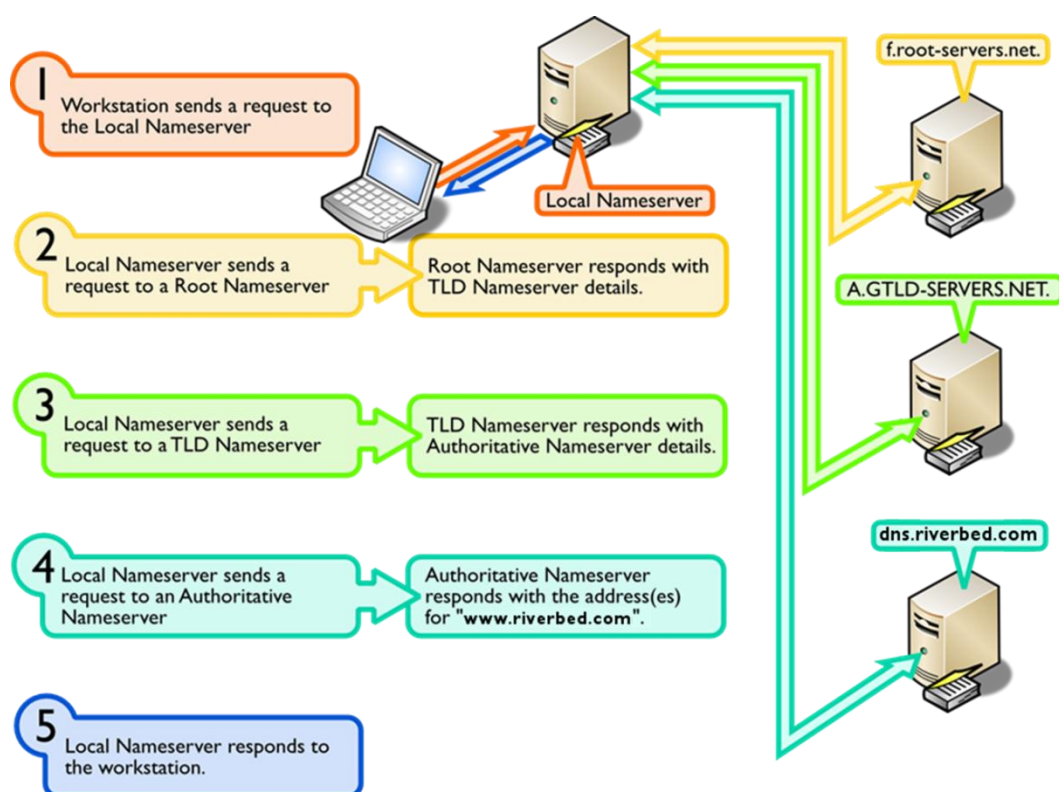 1
Workstation sends a request to
the Local Nameserver
Local Nameserver
f.root-servers.net.
2
Local Nameserver sends a
request to a Root Nameserver
Root Nameserver responds with
TLD Nameserver details.
A.GTLD-SERVERS.NET.
3
Local Nameserver sends a
request to a TLD Nameserver
TLD Nameserver responds with
Authoritative Nameserver details.
dns.riverbed.com
4
Local Nameserver sends a
request to an Authoritative
Nameserver
Authoritative Nameserver
responds with the address(es)
for "www.riverbed.com".
5
Local Nameserver responds to
the workstation.